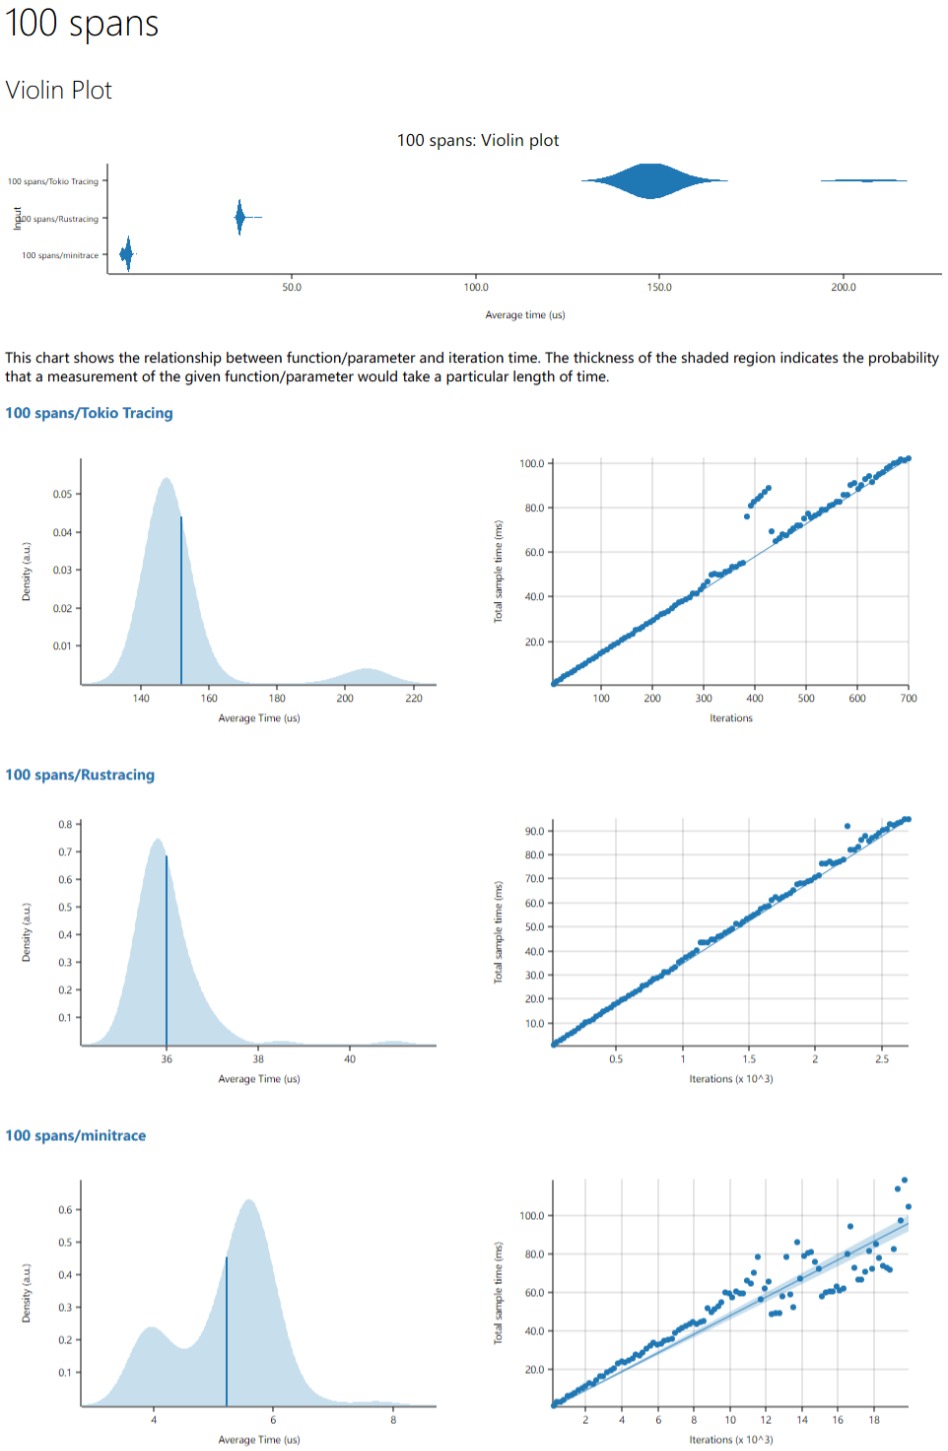 100 spans
Violin Plot
100 spans: Violin plot
Input
100 spans/Tokio Tracing
100 spans/Rustracing
100 spans/minitrace
50.0 100.0 150.0 200.0
Average time (us)
This chart shows the relationship between function/parameter and iteration time. The thickness of the shaded region indicates the probability
that a measurement of the given function/parameter would take a particular length of time.
100 spans/Tokio Tracing
Density (a.u.)
0.05
0.04
0.03
0.02
0.01
140 160 180 200 220
Average Time (us)
Total sample time (ms)
100.0
80.0
60.0
40.0
20.0
100 200 300 400 500 600 700
Iterations
100 spans/Rustracing
Density (a.u.)
0.8
0.7
0.6
0.5
0.4
0.3
0.2
0.1
36 38 40
Average Time (us)
Total sample time (ms)
90.0
80.0
70.0
60.0
50.0
40.0
30.0
20.0
10.0
0.5 1 1.5 2 2.5
Iterations (x 10^3)
100 spans/minitrace
Density (a.u.)
0.6
0.5
0.4
0.3
0.2
0.1
4 6 8
Average Time (us)
Total sample time (ms)
100.0
80.0
60.0
40.0
20.0
2 4 6 8 10 12 14 16 18
Iterations (x 10^3)